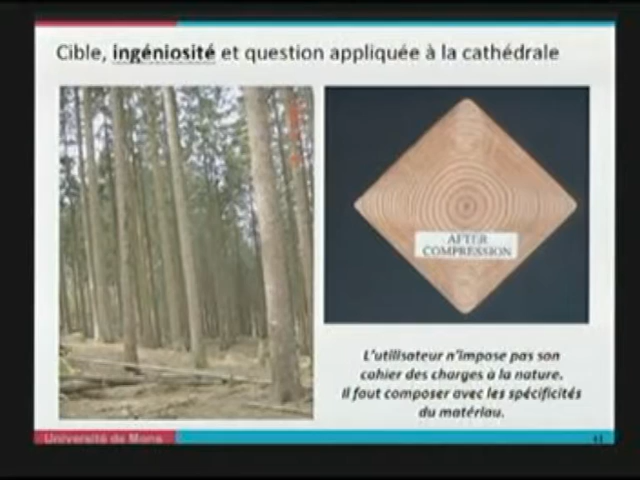 Cible, ingéniosité et question appliquée à la cathédrale
AFTER
COMPRESSION
L'utilisateur n'impose pas son
cahier des charges à la nature.
Il faut composer avec les spécificités
du matériau.
Université de Mons